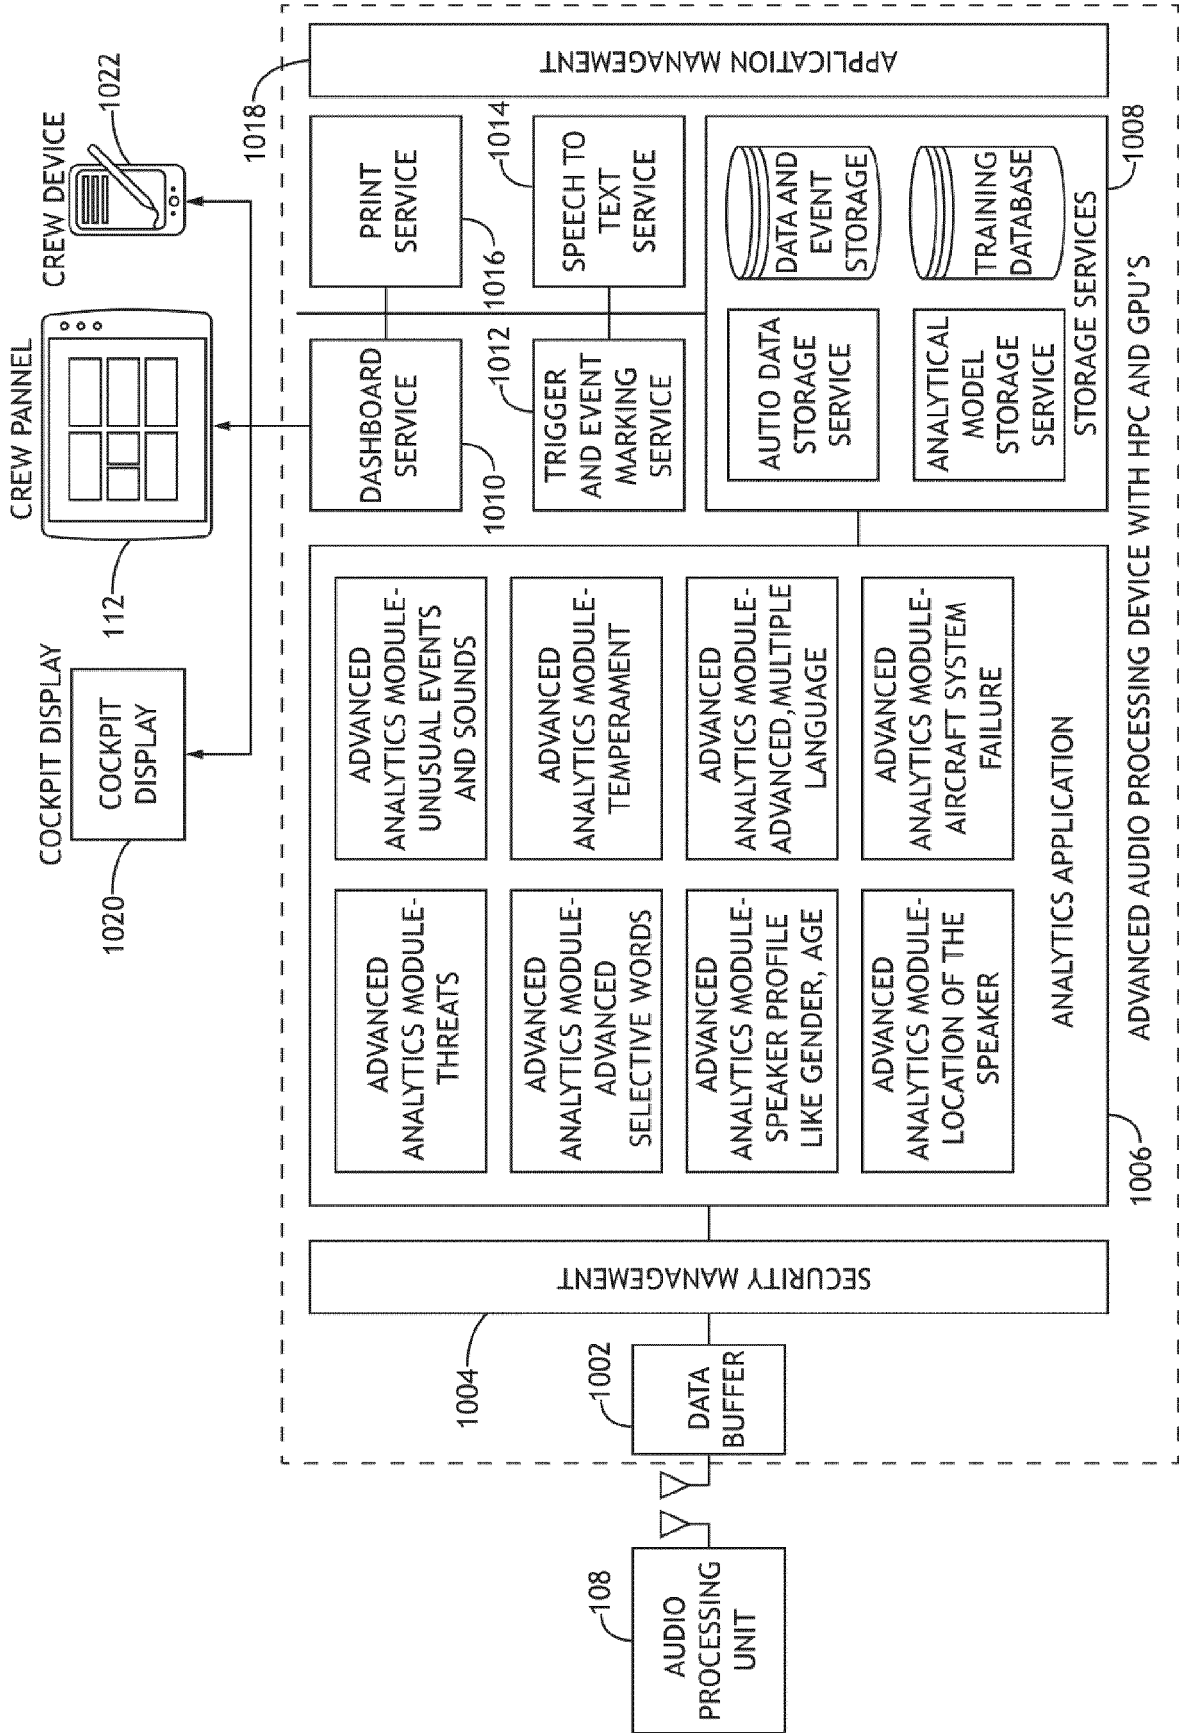 COCKPIT DISPLAY
COCKPIT
DISPLAY
1020
CREW PANNEL
112
CREW DEVICE
1022
108
AUDIO
PROCESSING
UNIT
1002
DATA
BUFFER
1004
SECURITY MANAGEMENT
ADVANCED
ANALYTICS MODULE-
THREATS
ADVANCED
ANALYTICS MODULE-
UNUSUAL EVENTS
AND SOUNDS
ADVANCED
ANALYTICS MODULE-
ADVANCED
SELECTIVE WORDS
ADVANCED
ANALYTICS MODULE-
TEMPERAMENT
ADVANCED
ANALYTICS MODULE-
SPEAKER PROFILE
LIKE GENDER, AGE
ADVANCED
ANALYTICS MODULE-
ADVANCED,MULTIPLE
LANGUAGE
ADVANCED
ANALYTICS MODULE-
LOCATION OF THE
SPEAKER
ADVANCED
ANALYTICS MODULE-
AIRCRAFT SYSTEM
FAILURE
ANALYTICS APPLICATION
1006
DASHBOARD
SERVICE
1010
PRINT
SERVICE
1016
1012
TRIGGER
AND EVENT
MARKING
SERVICE
1014
SPEECH TO
TEXT
SERVICE
AUTIO DATA
STORAGE
SERVICE
DATA AND
EVENT
STORAGE
ANALYTICAL
MODEL
STORAGE
SERVICE
TRAINING
DATABASE
STORAGE SERVICES
1008
1018
APPLICATION MANAGEMENT
ADVANCED AUDIO PROCESSING DEVICE WITH HPC AND GPU'S